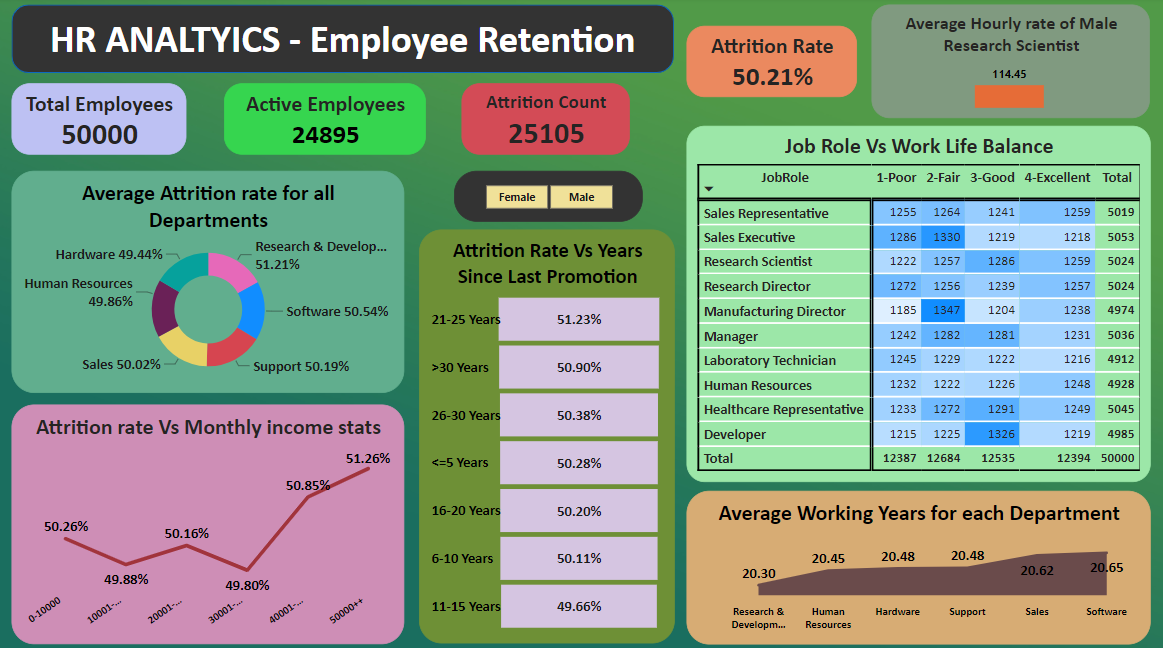 HR ANALTYICS - Employee Retention
Attrition Rate
50.21%
Average Hourly rate of Male
Research Scientist
114.45
Total Employees
50000
Active Employees
24895
Attrition Count
25105
Average Attrition rate for all
Departments
Hardware 49.44%
Research & Develop...
51.21%
Human Resources
49.86%
Software 50.54%
Sales 50.02%
Support 50.19%
Female
Male
Attrition Rate Vs Years
Since Last Promotion
21-25 Years 51.23%
>30 Years 50.90%
26-30 Years 50.38%
<=5 Years 50.28%
16-20 Years 50.20%
6-10 Years 50.11%
11-15 Years 49.66%
Job Role Vs Work Life Balance
JobRole 1-Poor 2-Fair 3-Good 4-Excellent Total
Sales Representative 1255 1264 1241 1259 5019
Sales Executive 1286 1330 1219 1218 5053
Research Scientist 1222 1257 1286 1259 5024
Research Director 1272 1256 1239 1257 5024
Manufacturing Director 1185 1347 1204 1238 4974
Manager 1242 1282 1281 1231 5036
Laboratory Technician 1245 1229 1222 1216 4912
Human Resources 1232 1222 1226 1248 4928
Healthcare Representative 1233 1272 1291 1249 5045
Developer 1215 1225 1326 1219 4985
Total 12387 12684 12535 12394 50000
Attrition rate Vs Monthly income stats
50.26%
49.88%
50.16%
49.80%
50.85%
51.26%
0-10000
10001-...
20001-...
30001-...
40001-...
50000++
Average Working Years for each Department
20.30
20.45
20.48
20.48
20.62
20.65
Research &
Developm...
Human
Resources
Hardware
Support
Sales
Software